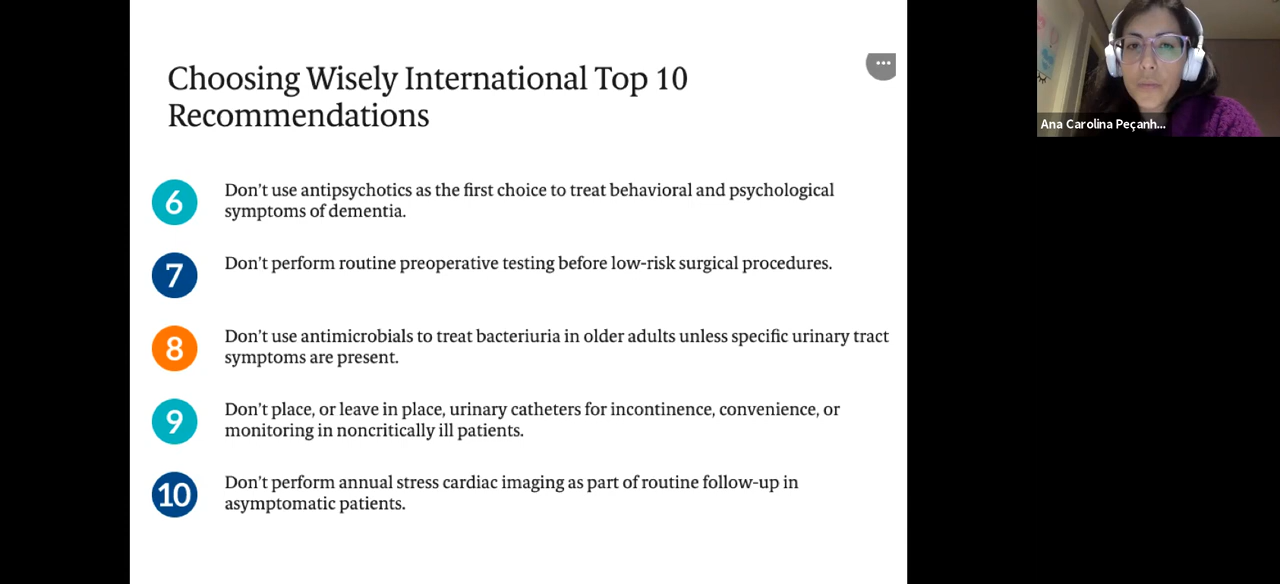 Choosing Wisely International Top 10
Recommendations
6
Don't use antipsychotics as the first choice to treat behavioral and psychological
symptoms of dementia.
7
Don't perform routine preoperative testing before low-risk surgical procedures.
8
Don't use antimicrobials to treat bacteriuria in older adults unless specific urinary tract
symptoms are present.
9
Don't place, or leave in place, urinary catheters for incontinence, convenience, or
monitoring in noncritically ill patients.
10
Don't perform annual stress cardiac imaging as part of routine follow-up in
asymptomatic patients.
Ana Carolina Peçanh...